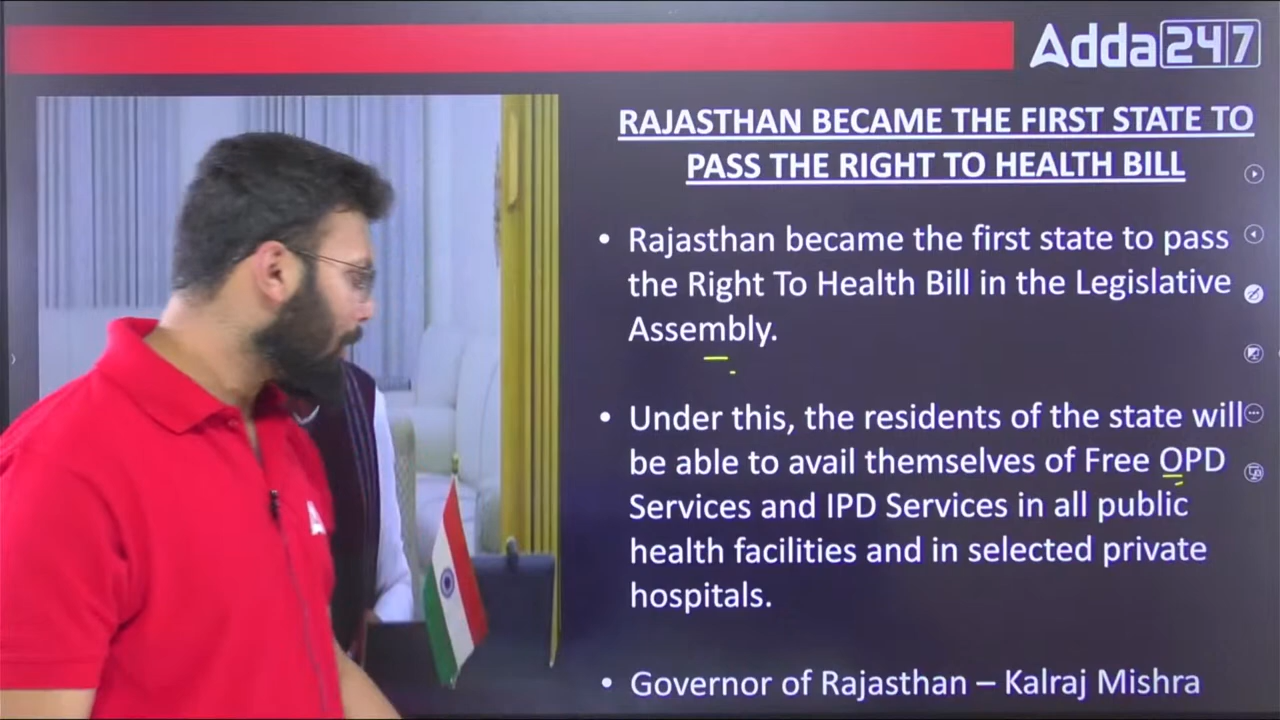 Adda247
RAJASTHAN BECAME THE FIRST STATE TO
PASS THE RIGHT TO HEALTH BILL
• Rajasthan became the first state to pass
the Right To Health Bill in the Legislative
Assembly.
• Under this, the residents of the state will
be able to avail themselves of Free OPD
Services and IPD Services in all public
health facilities and in selected private
hospitals.
• Governor of Rajasthan – Kalraj Mishra